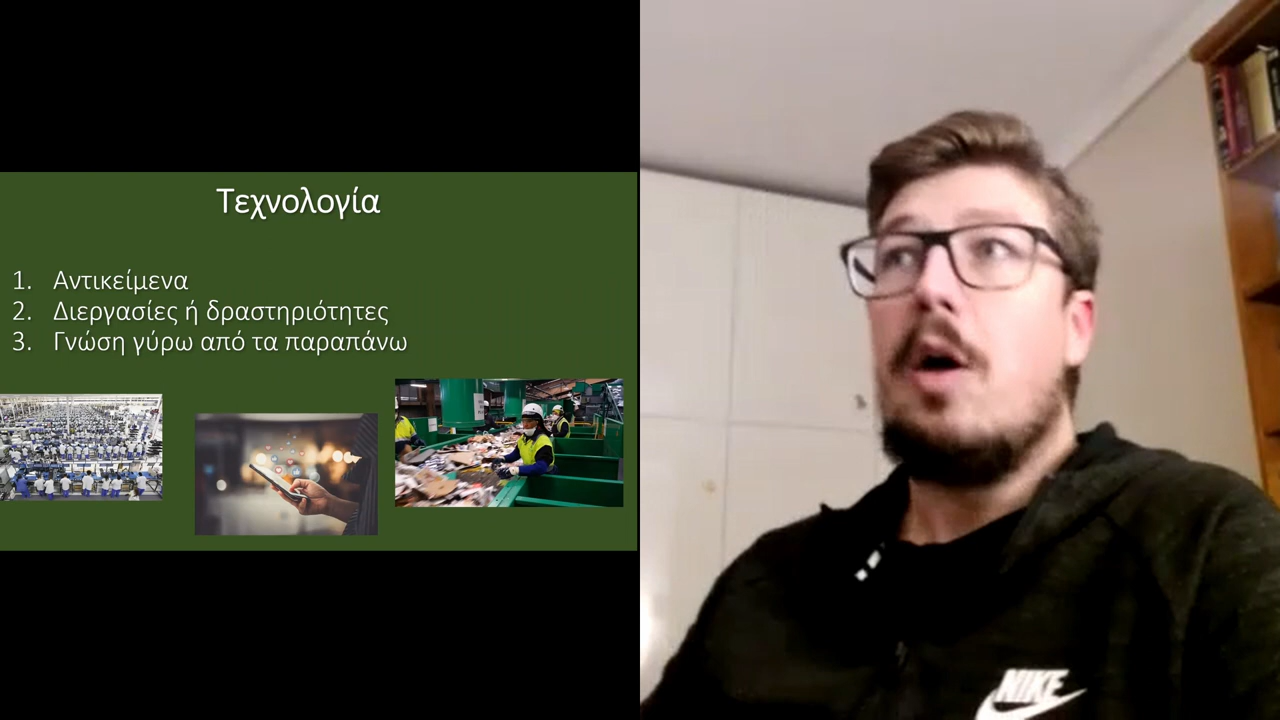 Τεχνολογία
1. Αντικείμενα
2. Διεργασίες ή δραστηριότητες
3. Γνώση γύρω από τα παραπάνω
NIKE